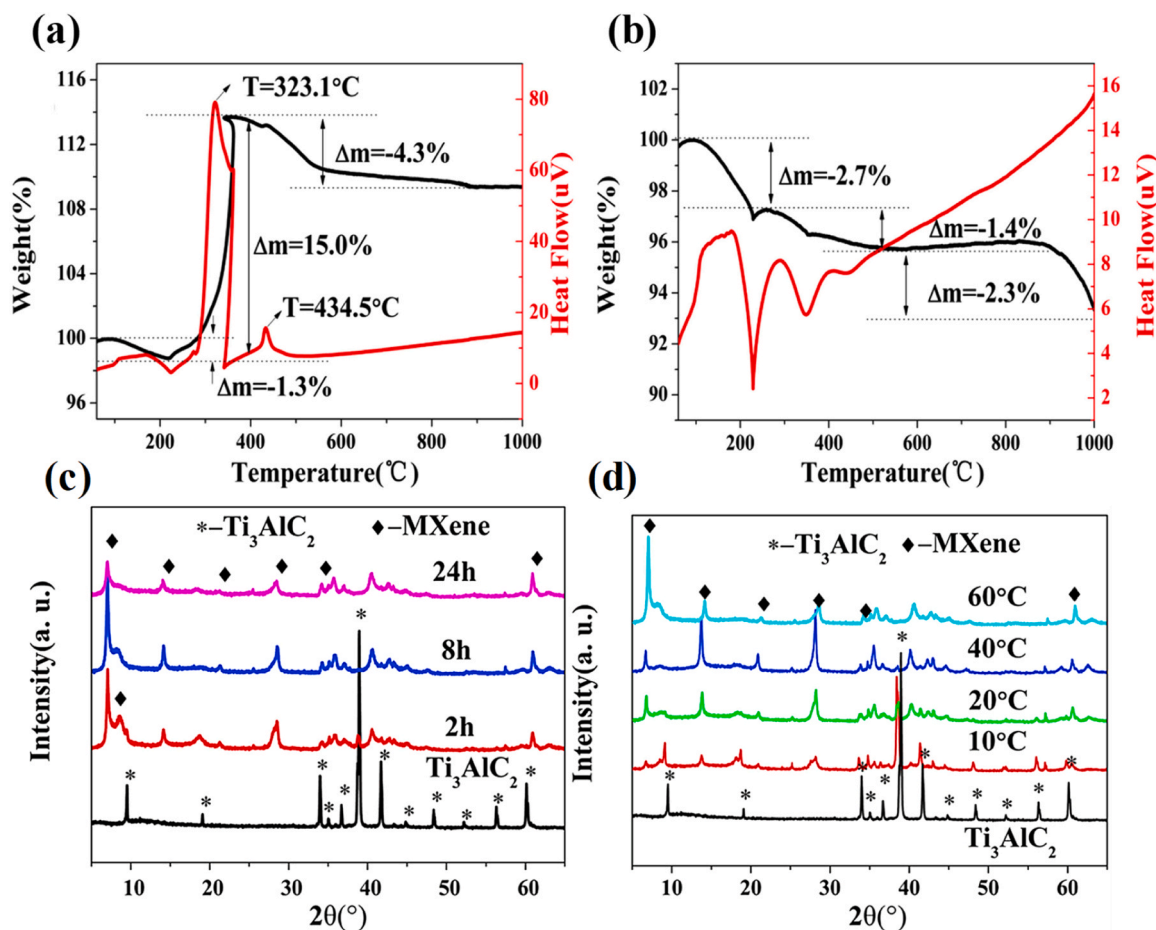 (a)
116
112
108
104
100
96
Weight(%)
T=323.1°C
Δm=-4.3%
Δm=15.0%
T=434.5°C
Δm=-1.3%
80
60
40
20
0
Heat Flow(uV)
200 400 600 800 1000
Temperature(℃)
(b)
102
100
98
96
94
92
90
Weight(%)
Δm=-2.7%
Δm=-1.4%
Δm=-2.3%
16
14
12
10
8
6
4
2
Heat Flow(uV)
200 400 600 800 1000
Temperature(℃)
(c)
*–Ti₃AlC₂ ♦–MXene
24h
8h
2h
Ti₃AlC₂
Intensity(a. u.)
10 20 30 40 50 60
2θ(°)
(d)
*–Ti₃AlC₂ ♦–MXene
60°C
40°C
20°C
10°C
Ti₃AlC₂
Intensity(a. u.)
10 20 30 40 50 60
2θ(°)